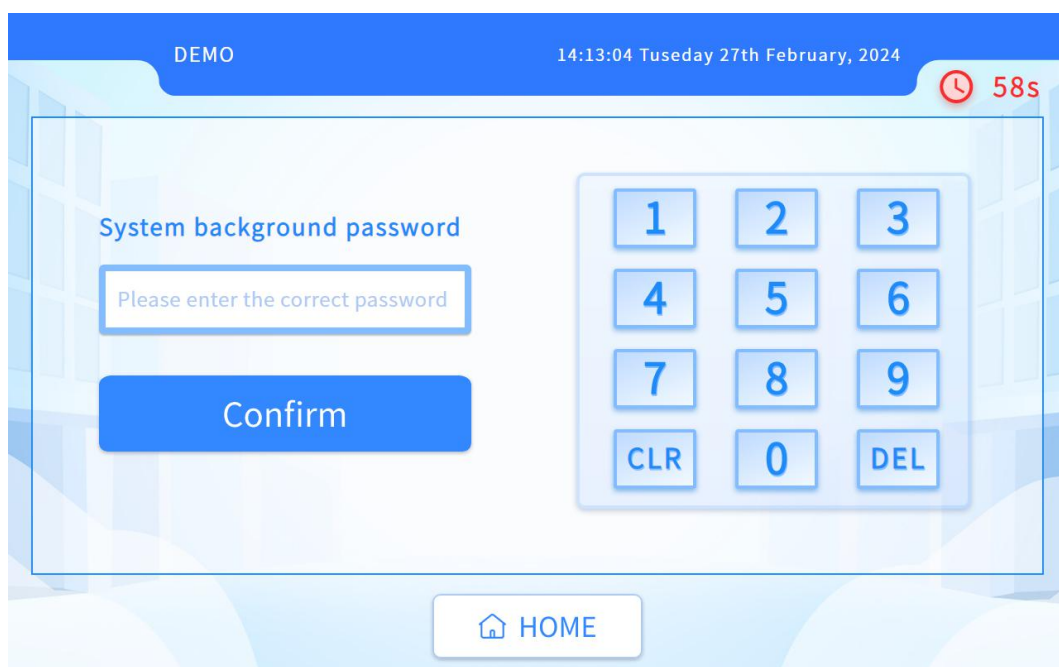 DEMO
14:13:04 Tuseday 27th February, 2024
58s
System background password
Please enter the correct password
Confirm
1 2 3
4 5 6
7 8 9
CLR 0 DEL
HOME